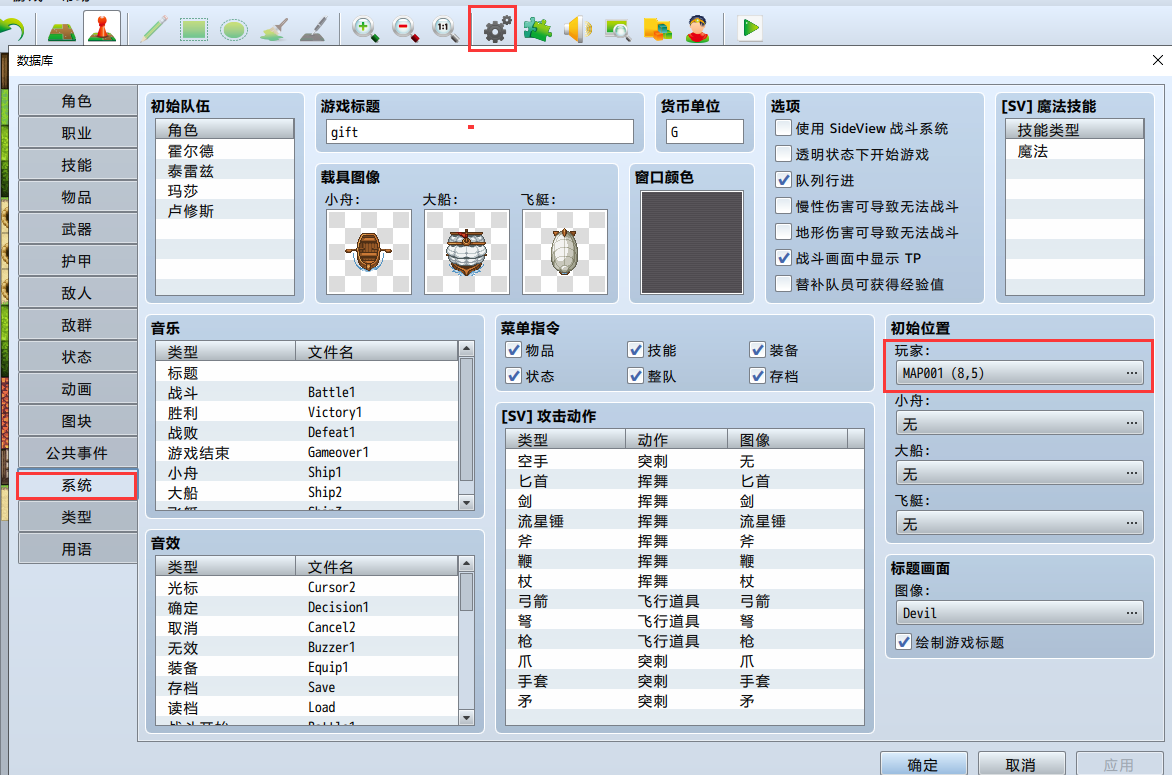 数据库
角色
职业
技能
物品
武器
护甲
敌人
敌群
状态
动画
图块
公共事件
系统
类型
用语
初始队伍
角色
霍尔德
泰雷兹
玛莎
卢修斯
游戏标题
gift
货币单位
G
选项
使用 SideView 战斗系统
透明状态下开始游戏
队列行进
慢性伤害可导致无法战斗
地形伤害可导致无法战斗
战斗画面中显示 TP
替补队员可获得经验值
[SV] 魔法技能
技能类型
魔法
载具图像
小舟:
大船:
飞艇:
窗口颜色
音乐
类型 文件名
标题
战斗 Battle1
胜利 Victory1
战败 Defeat1
游戏结束 Gameover1
小舟 Ship1
大船 Ship2
飞艇 Ship3
菜单指令
物品 技能 装备
状态 整队 存档
[SV] 攻击动作
类型 动作 图像
空手 突刺 无
匕首 挥舞 匕首
剑 挥舞 剑
流星锤 挥舞 流星锤
斧 挥舞 斧
鞭 挥舞 鞭
杖 挥舞 杖
弓箭 飞行道具 弓箭
弩 飞行道具 弩
枪 飞行道具 枪
爪 突刺 爪
手套 突刺 手套
矛 突刺 矛
初始位置
玩家:
MAP001 (8,5) ...
小舟:
无 ...
大船:
无 ...
飞艇:
无 ...
音效
类型 文件名
光标 Cursor2
确定 Decision1
取消 Cancel2
无效 Buzzer1
装备 Equip1
存档 Save
读档 Load
战斗开始 Battle1
标题画面
图像:
Devil ...
绘制游戏标题
确定 取消 应用